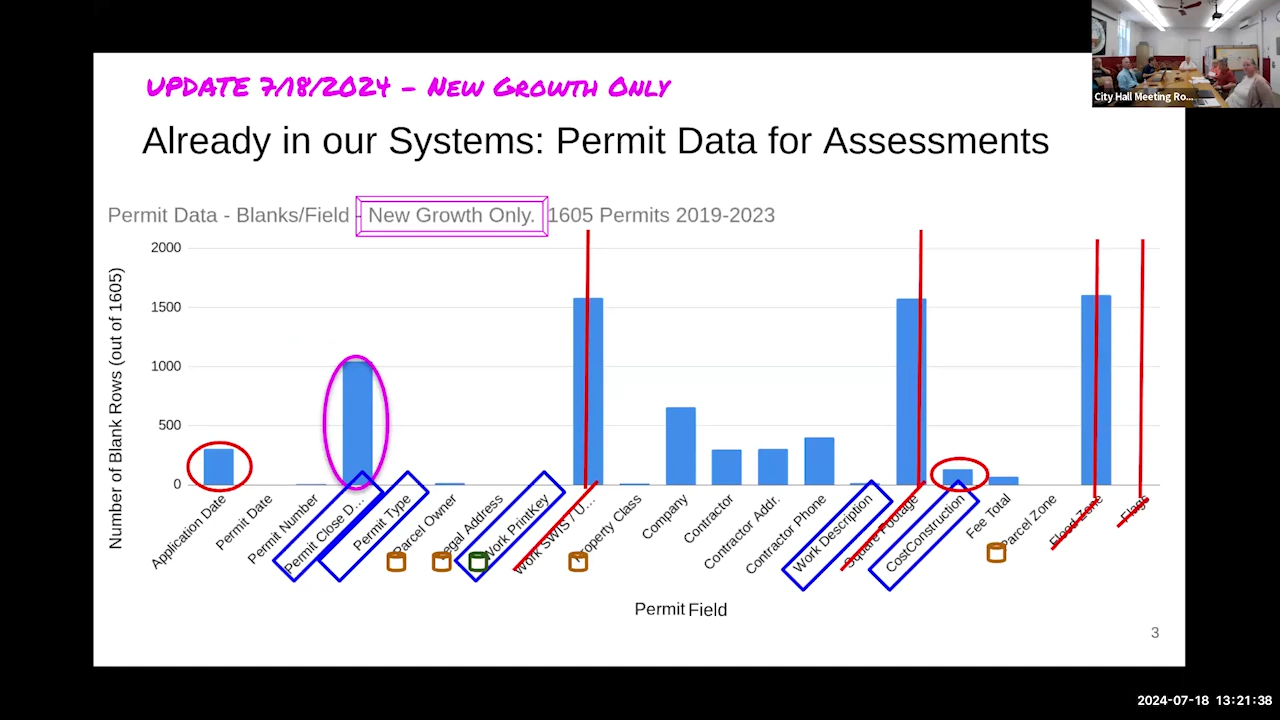 UPDATE 7/18/2024 - NEW GROWTH ONLY
Already in our Systems: Permit Data for Assessments
Permit Data - Blanks/Field - New Growth Only. 1605 Permits 2019-2023
City Hall Meeting Ro...
Number of Blank Rows (out of 1605)
2000
1500
1000
500
0
Application Date
Permit Date
Permit Number
Permit Close D...
Permit Type
Parcel Owner
Legal Address
Work PrintKey
Work SWIS / U...
Property Class
Company
Contractor
Contractor Addr.
Contractor Phone
Work Description
Square Footage
CostConstruction
Fee Total
Parcel Zone
Flood Zone
Flags
Permit Field
3
2024-07-18 13:21:38